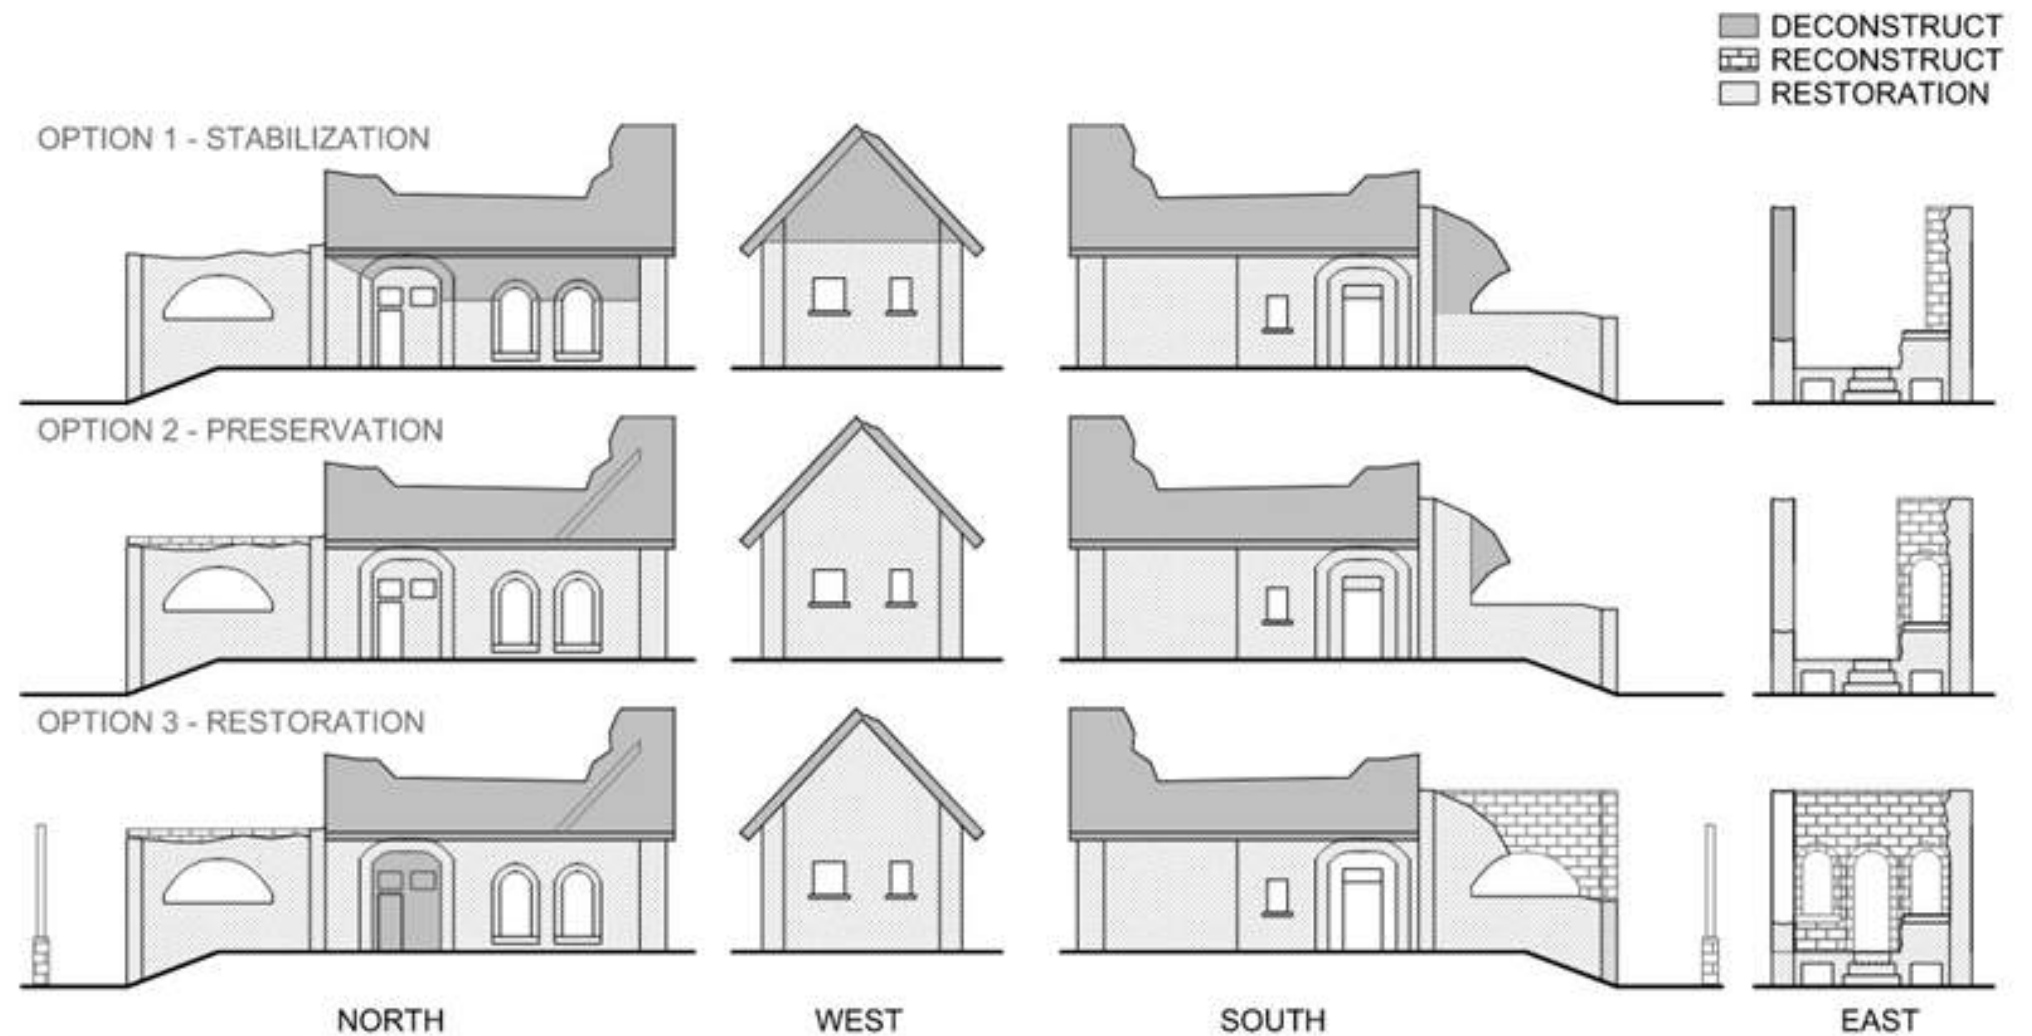 DECONSTRUCT
RECONSTRUCT
RESTORATION
OPTION 1 - STABILIZATION
OPTION 2 - PRESERVATION
OPTION 3 - RESTORATION
NORTH WEST SOUTH EAST